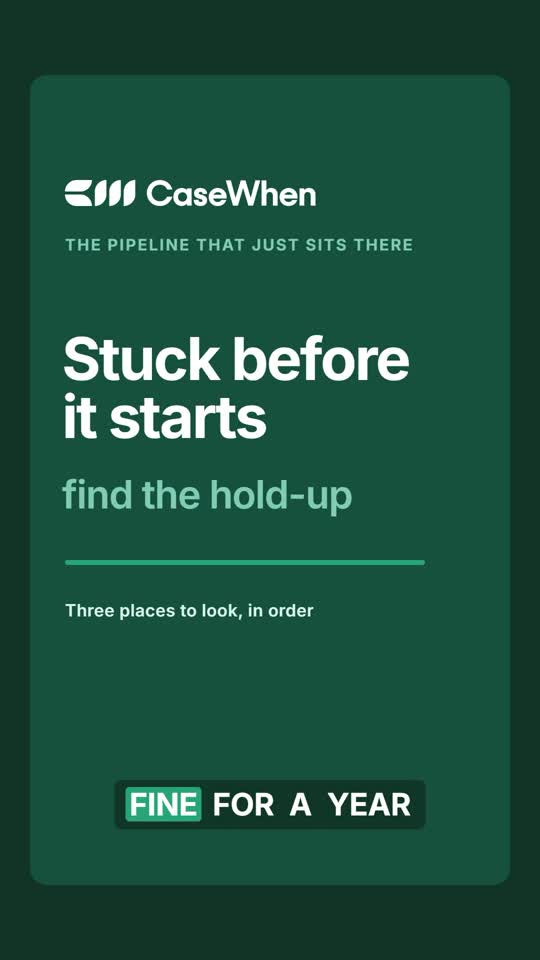 CaseWhen
THE PIPELINE THAT JUST SITS THERE
Stuck before
it starts
find the hold-up
Three places to look, in order
FINE FOR A YEAR